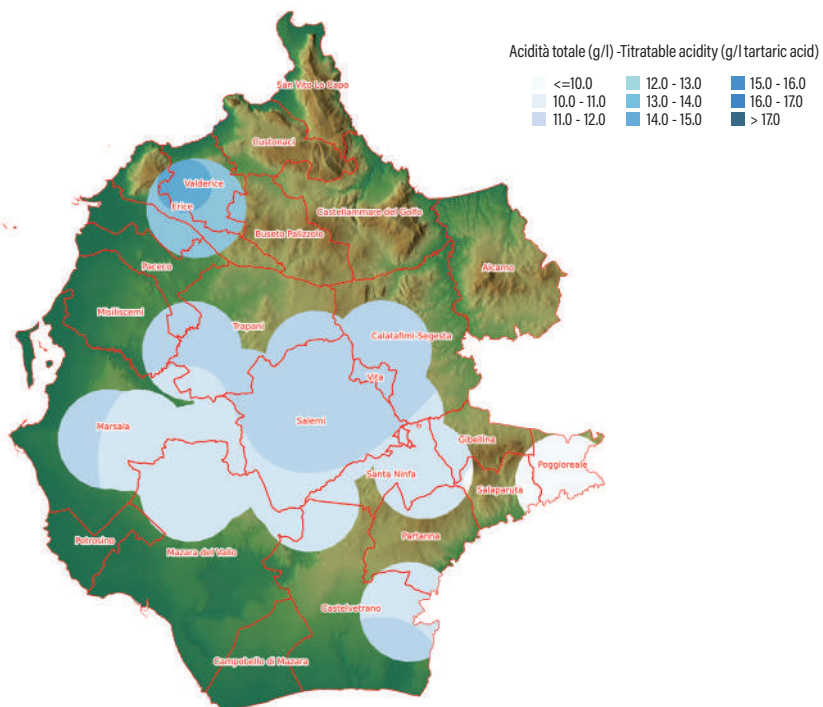 Acidità totale (g/l) -Titratable acidity (g/l tartaric acid)
<=10.0 12.0 - 13.0 15.0 - 16.0
10.0 - 11.0 13.0 - 14.0 16.0 - 17.0
11.0 - 12.0 14.0 - 15.0 > 17.0
San Vito Lo Capo
Custonaci
Valderice
Erice
Castellammare del Golfo
Buseto Palizzolo
Paceco
Alcamo
Misiliscemi
Trapani
Calatafimi-Segesta
Vita
Marsala
Salemi
Gibellina
Poggioreale
Santa Ninfa
Salaparuta
Partanna
Petrosino
Mazara del Vallo
Castelvetrano
Campobello di Mazara